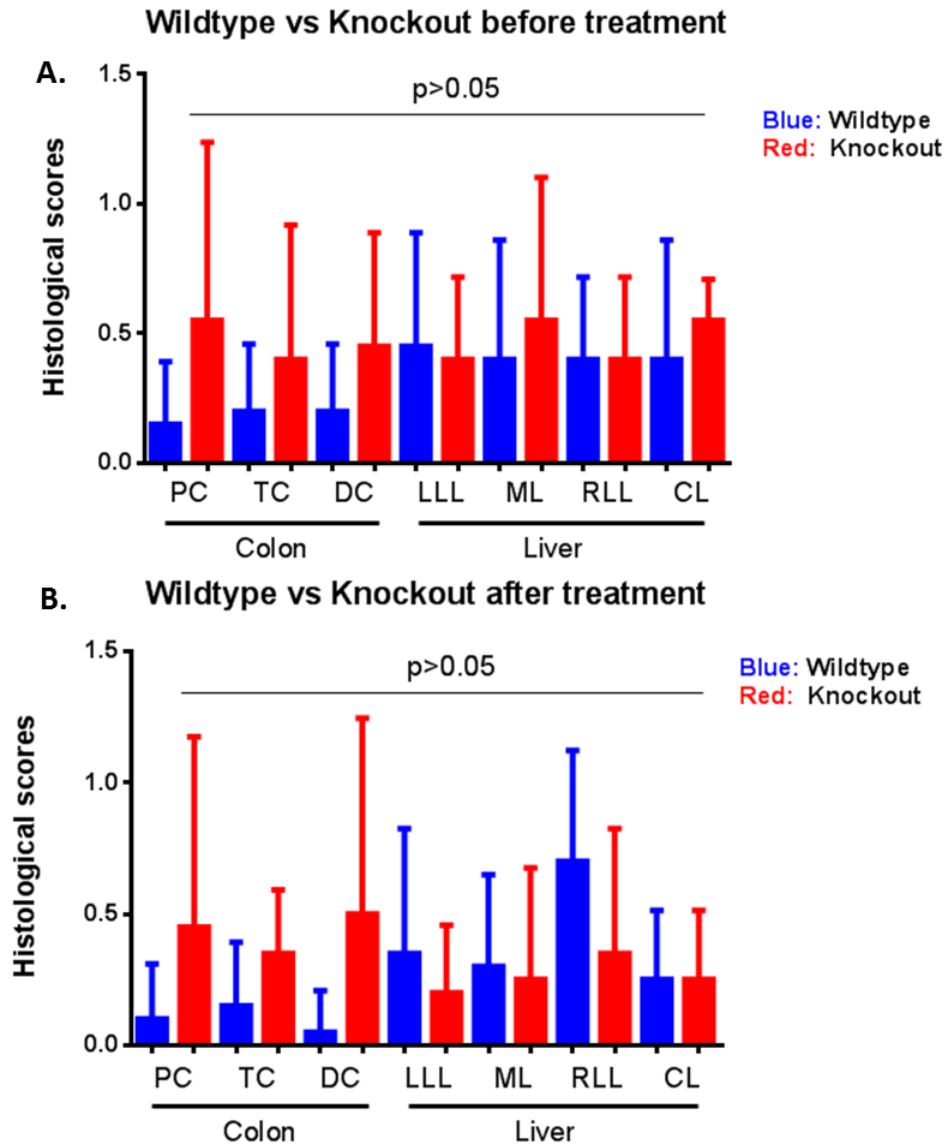 Wildtype vs Knockout before treatment
A.
1.5
p>0.05
Blue: Wildtype
Red: Knockout
1.0
Histological scores
0.5
0.0
PC TC DC LLL ML RLL CL
Colon Liver
B.
Wildtype vs Knockout after treatment
1.5
p>0.05
Blue: Wildtype
Red: Knockout
1.0
Histological scores
0.5
0.0
PC TC DC LLL ML RLL CL
Colon Liver